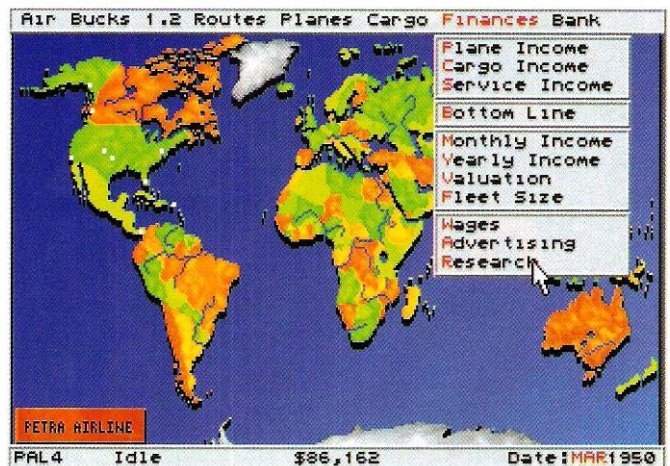 Air Bucks 1.2 Routes Planes Cargo Finances Bank
Plane Income
Cargo Income
Service Income
Bottom Line
Monthly Income
Yearly Income
Valuation
Fleet Size
Wages
Advertising
Research
PETRA AIRLINE
PAL4 Idle $86,162 Date:MAR1950